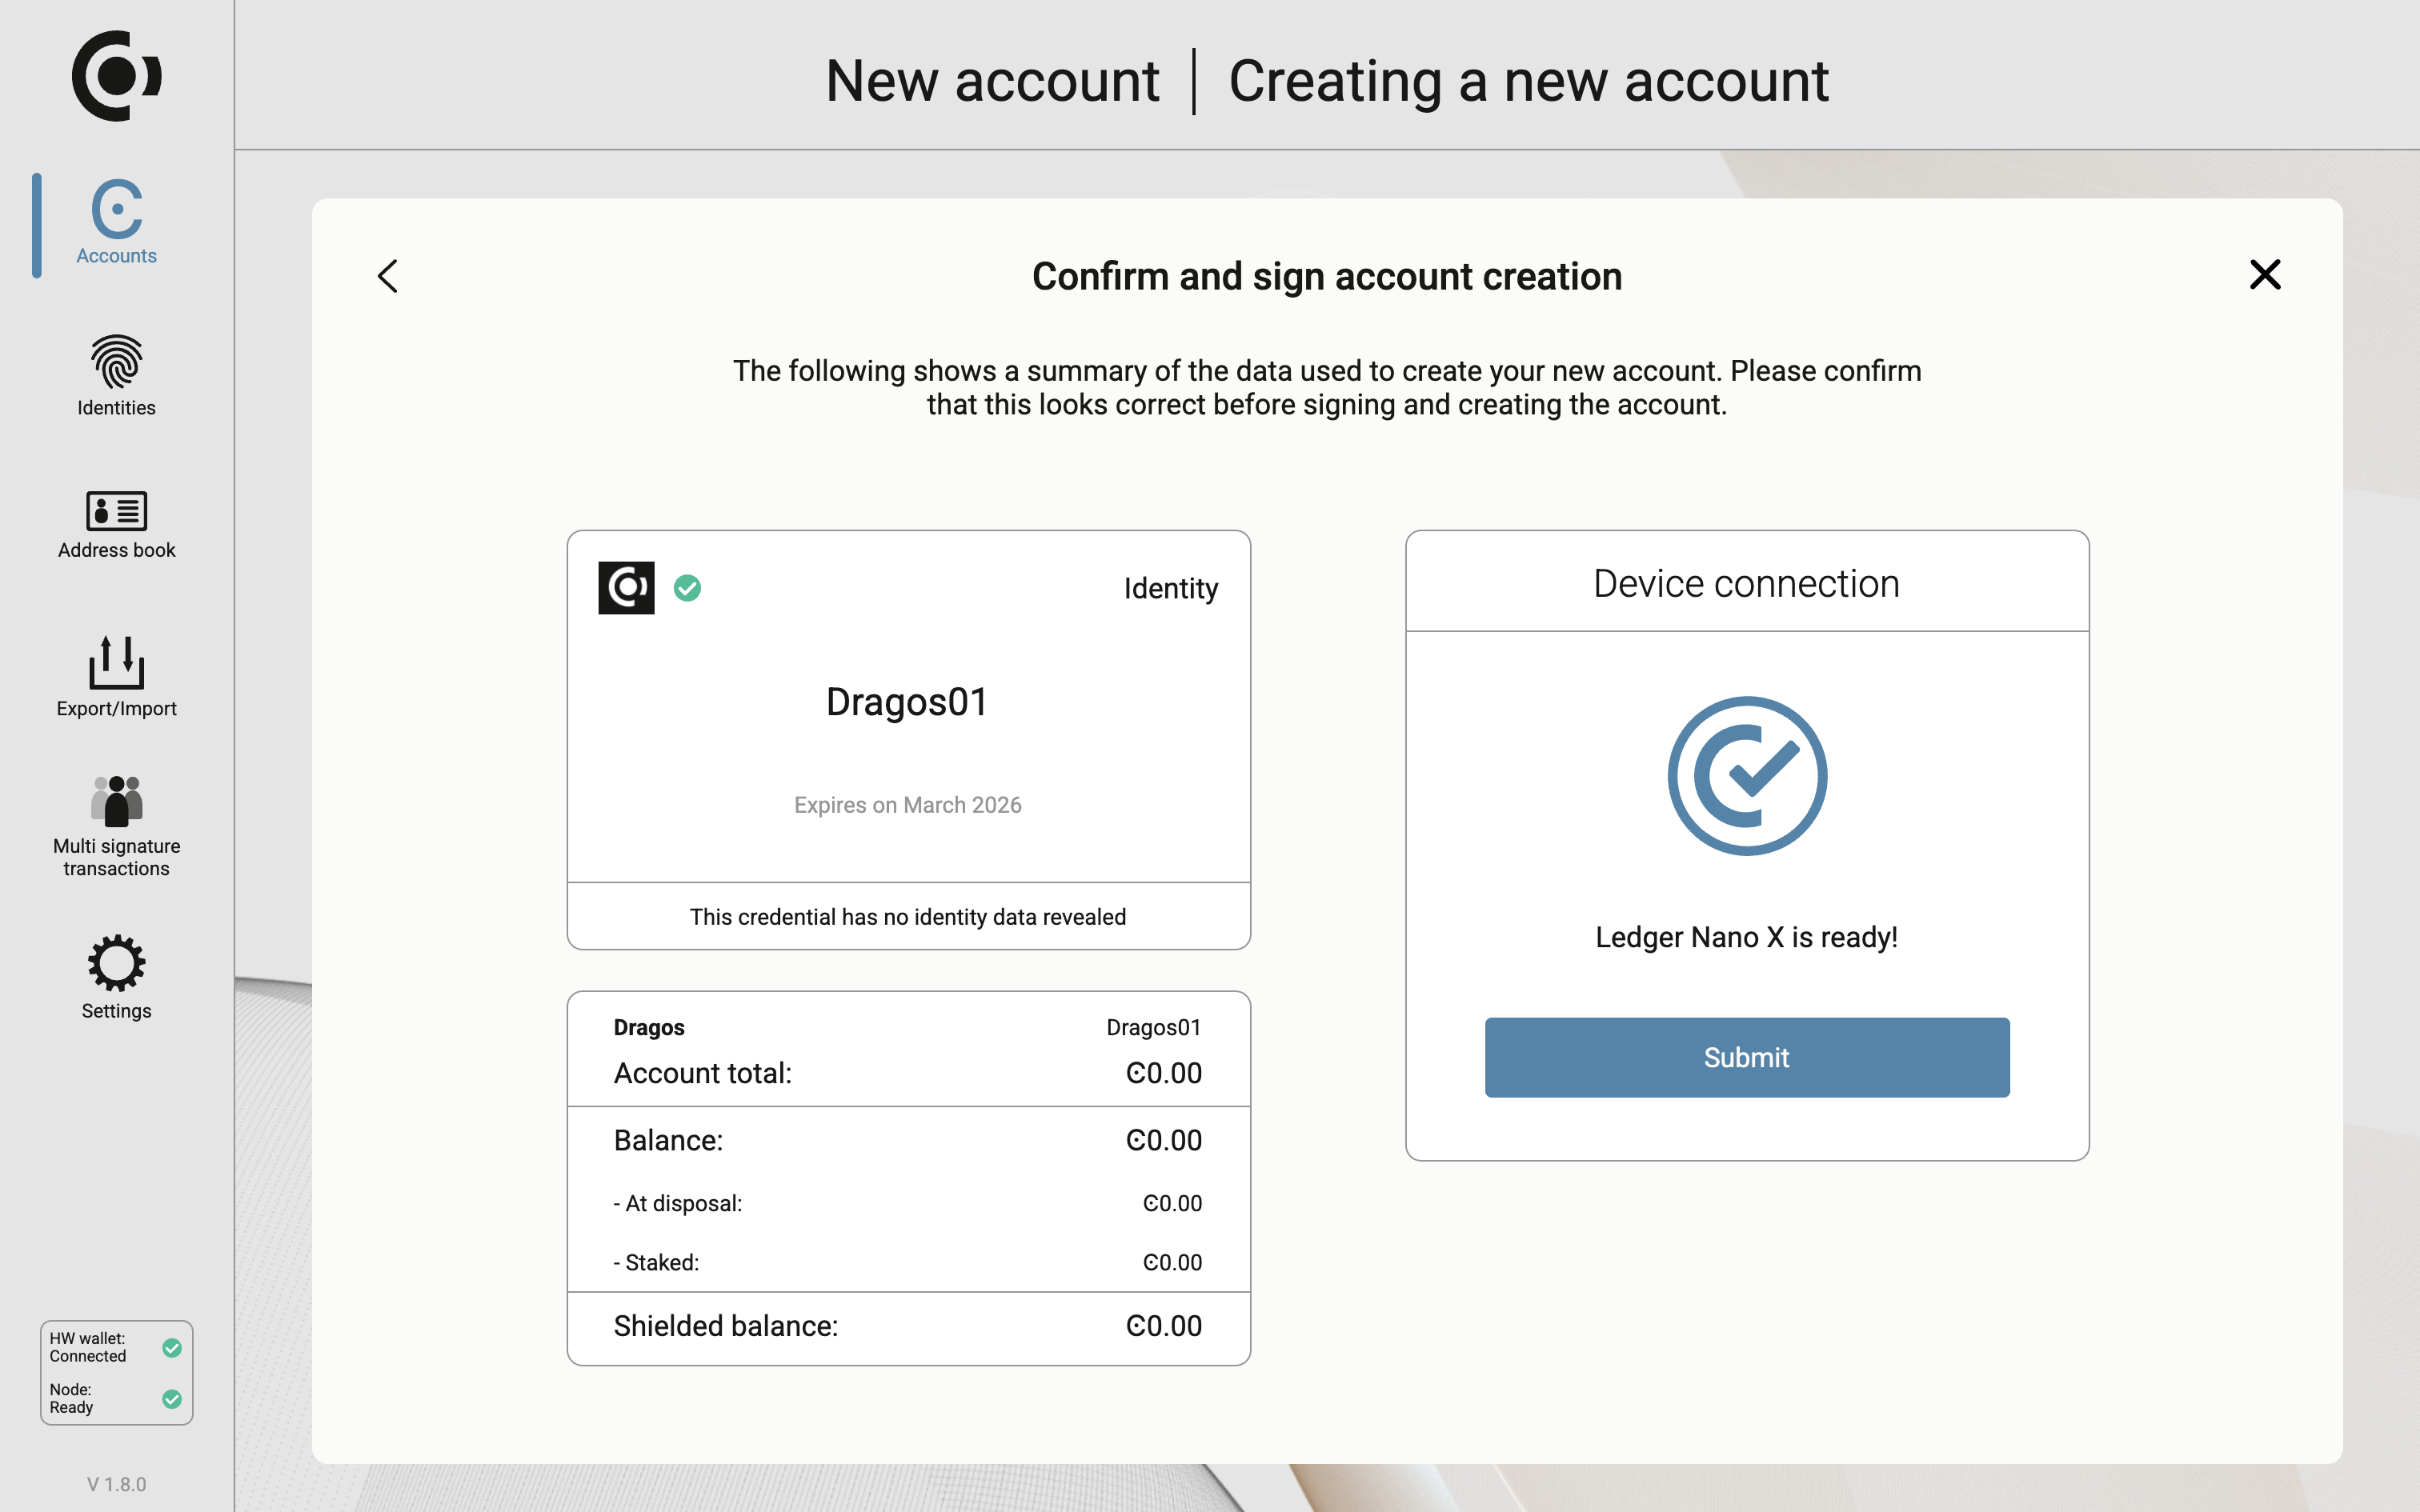 New account | Creating a new account
Accounts
Identities
Address book
Export/Import
Multi signature
transactions
Settings
HW wallet:
Connected
Node:
Ready
V 1.8.0
Confirm and sign account creation
The following shows a summary of the data used to create your new account. Please confirm
that this looks correct before signing and creating the account.
Identity
Dragos01
Expires on March 2026
This credential has no identity data revealed
Dragos Dragos01
Account total: Ͼ0.00
Balance: Ͼ0.00
- At disposal: Ͼ0.00
- Staked: Ͼ0.00
Shielded balance: Ͼ0.00
Device connection
Ledger Nano X is ready!
Submit